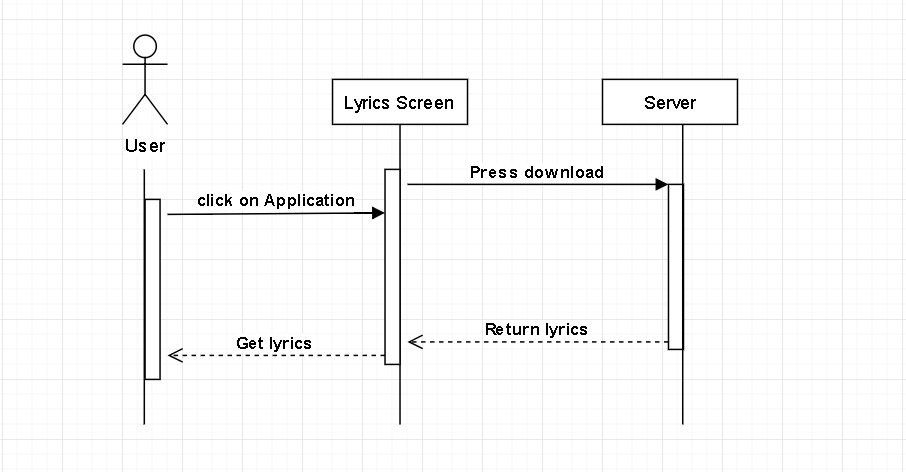 User
Lyrics Screen
Server
Press download
click on Application
Return lyrics
Get lyrics